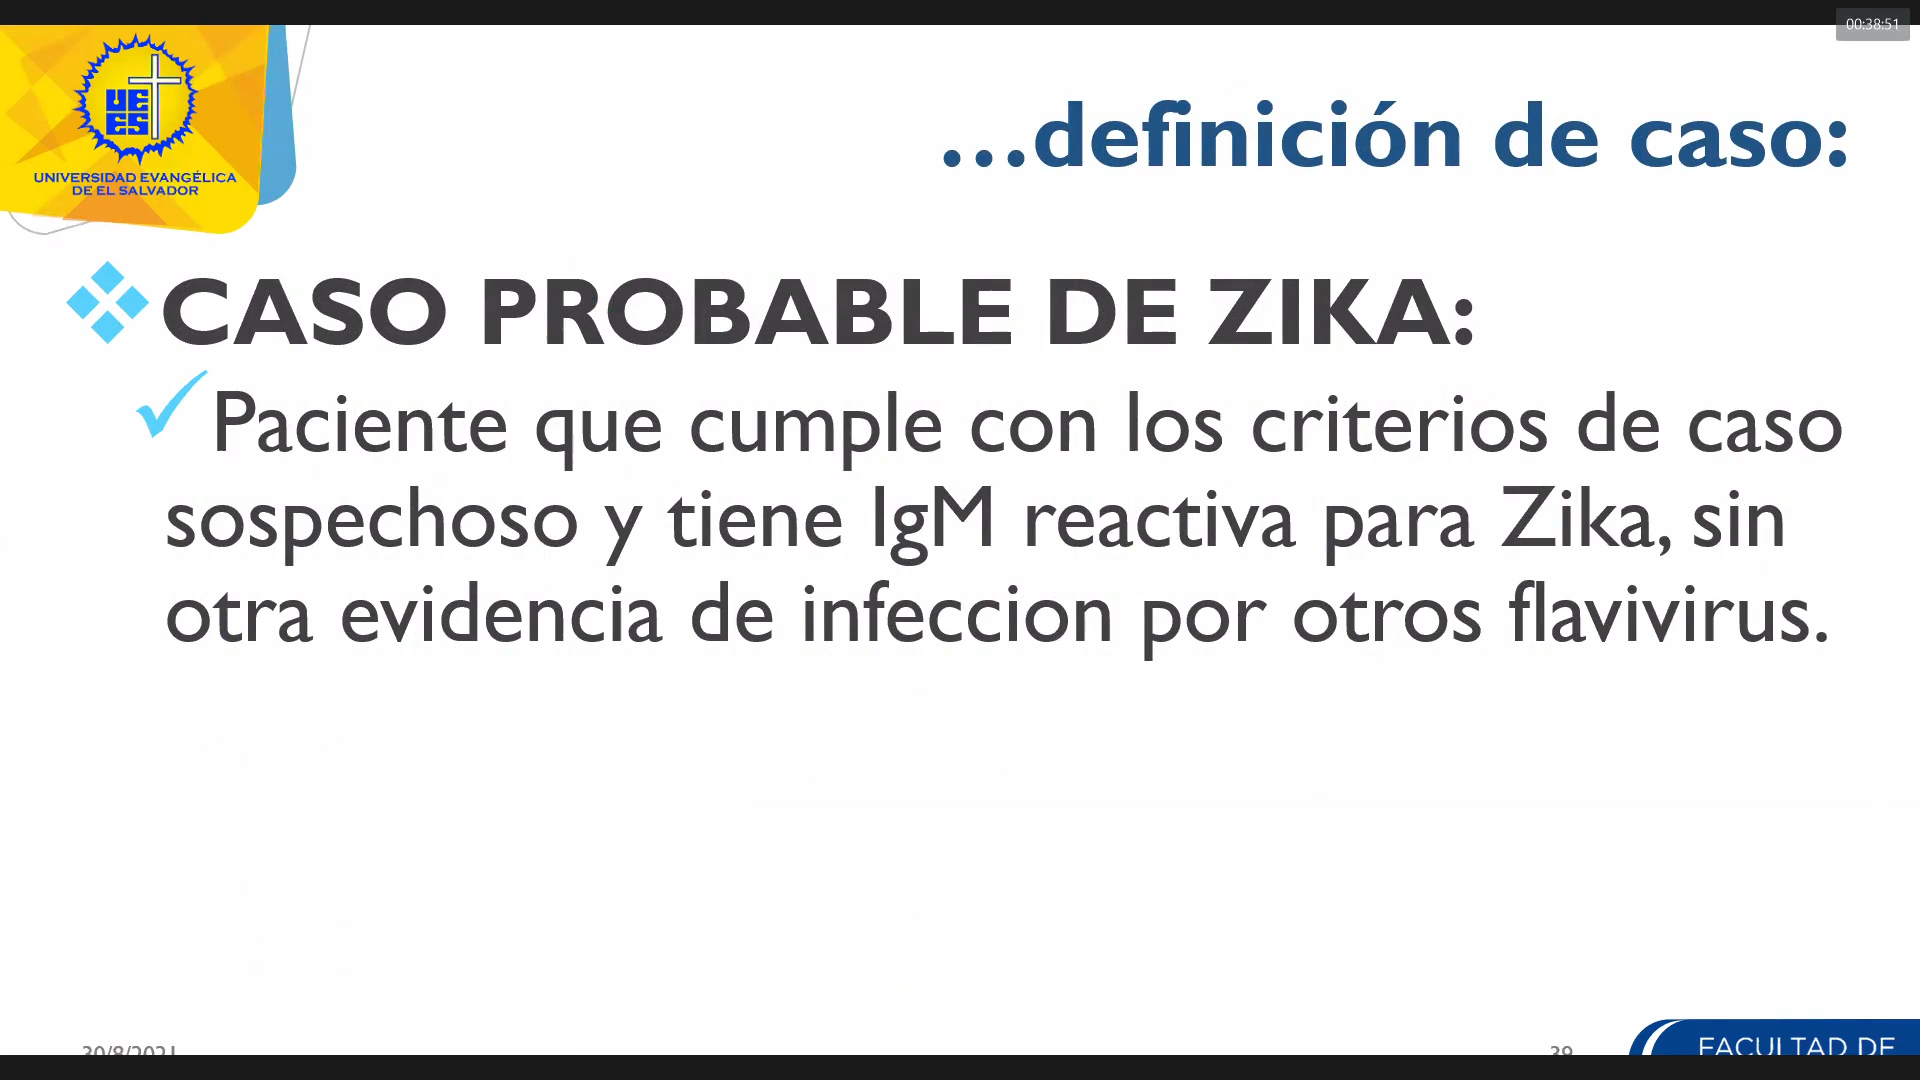 00:38:51
UE
ES
UNIVERSIDAD EVANGÉLICA
DE EL SALVADOR
...definición de caso:
CASO PROBABLE DE ZIKA:
Paciente que cumple con los criterios de caso
sospechoso y tiene IgM reactiva para Zika, sin
otra evidencia de infeccion por otros flavivirus.
30/8/2021
39
FACULTAD DE